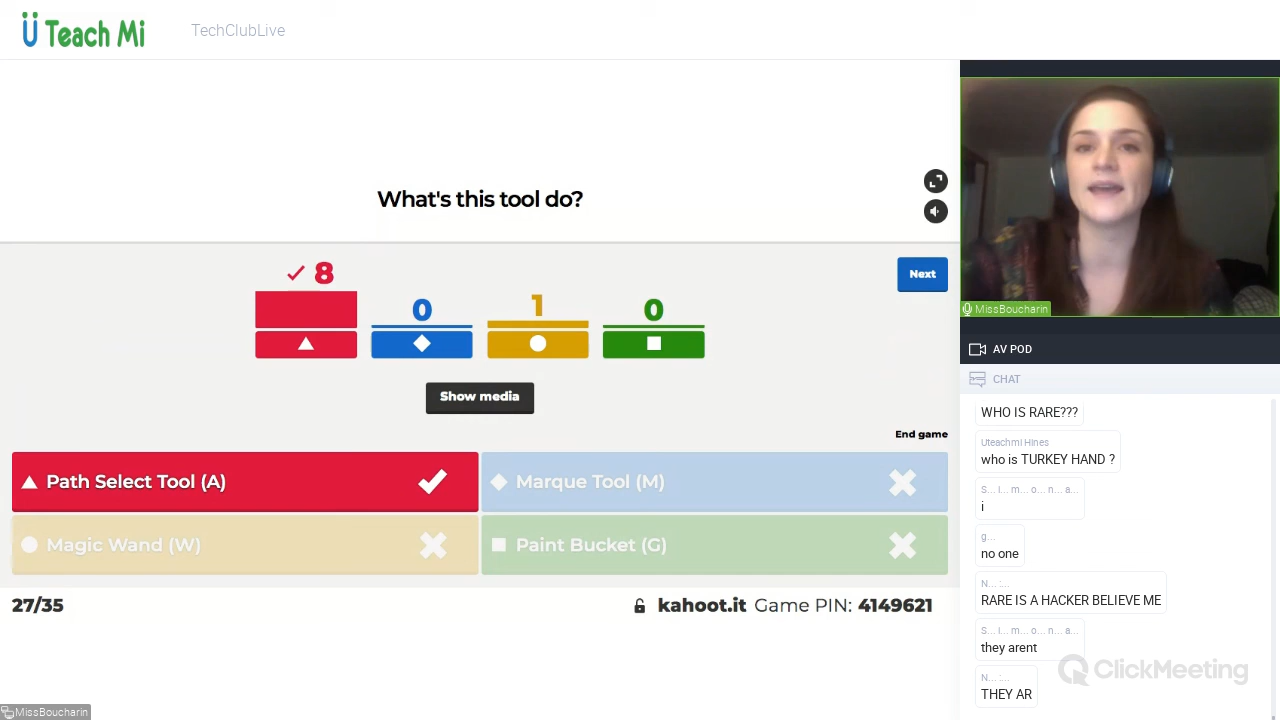 Ü Teach Mi
TechClubLive
What's this tool do?
8
0
1
0
Next
Show media
End game
Path Select Tool (A)
Marque Tool (M)
Magic Wand (W)
Paint Bucket (G)
27/35
kahoot.it Game PIN: 4149621
MissBoucharin
MissBoucharin
AV POD
CHAT
WHO IS RARE???
Uteachmi Hines
who is TURKEY HAND ?
S... i... m... o... n... a...
i
g...
no one
N... :...
RARE IS A HACKER BELIEVE ME
S... i... m... o... n... a...
they arent
N... :...
THEY AR
ClickMeeting